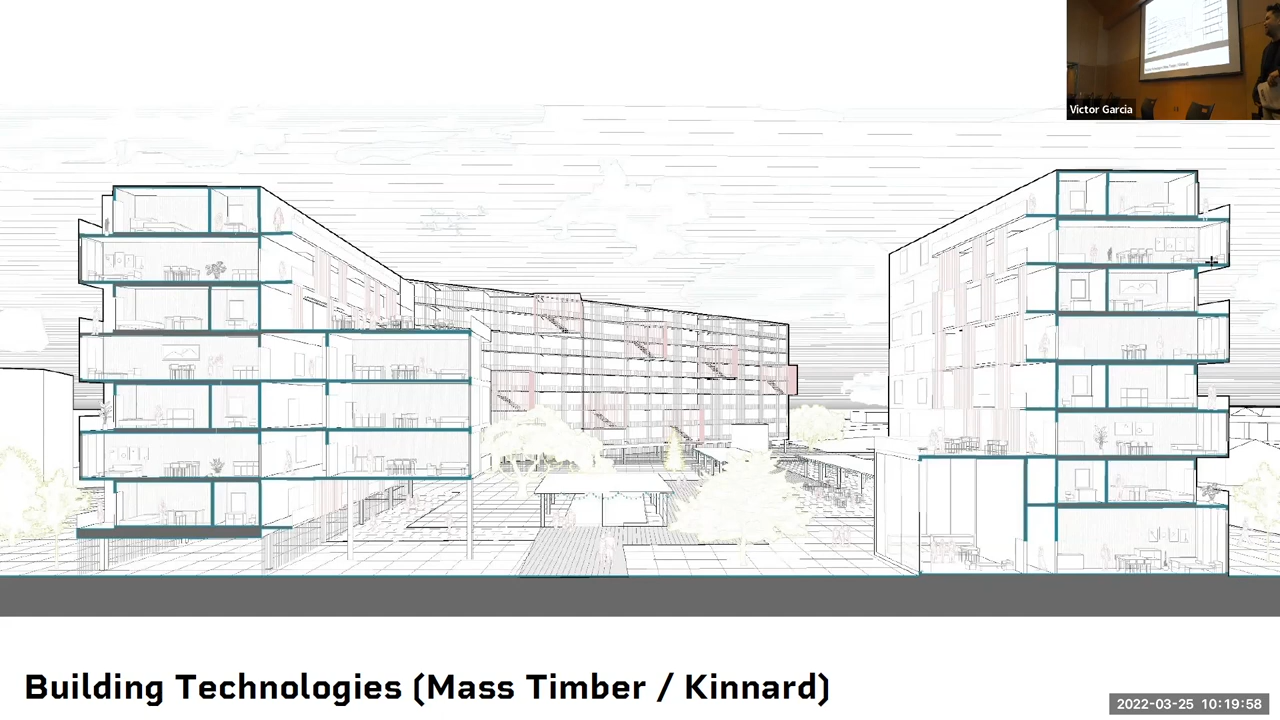 Victor Garcia
Building Technologies (Mass Timber / Kinnard)
2022-03-25 10:19:58